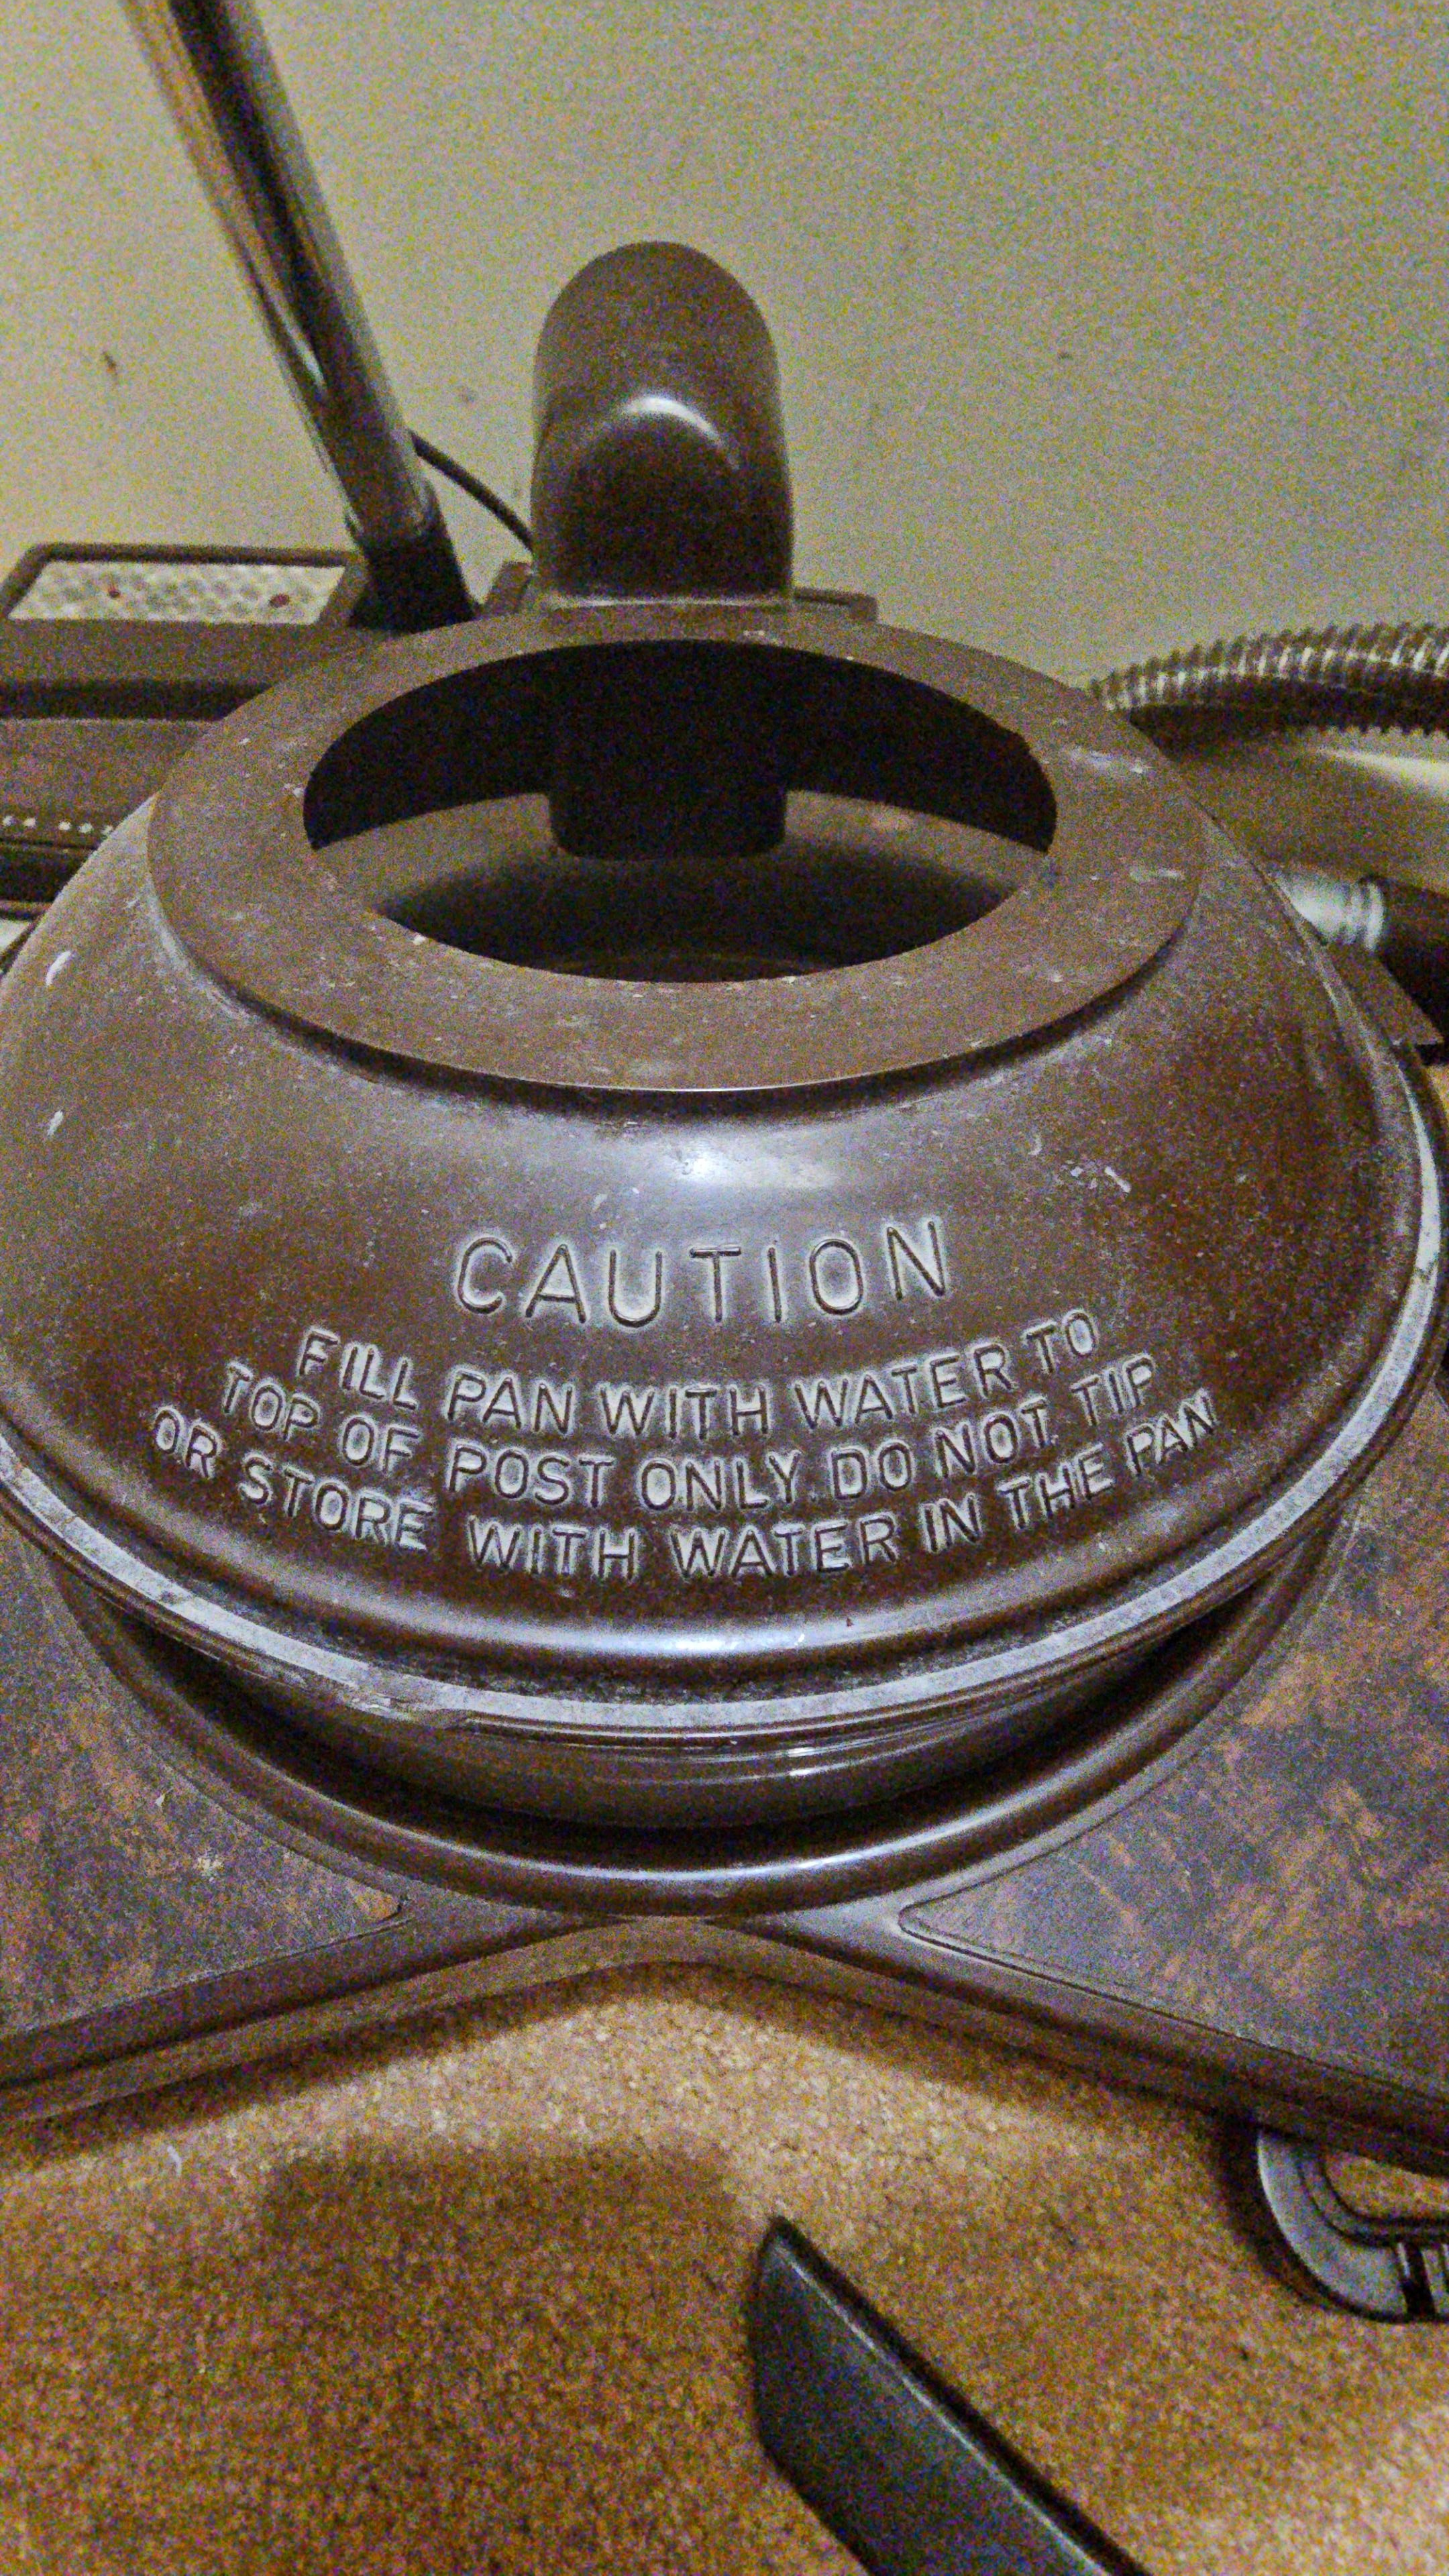 CAUTION
FILL PAN WITH WATER TO
TOP OF POST ONLY. DO NOT TIP
OR STORE WITH WATER IN THE PAN